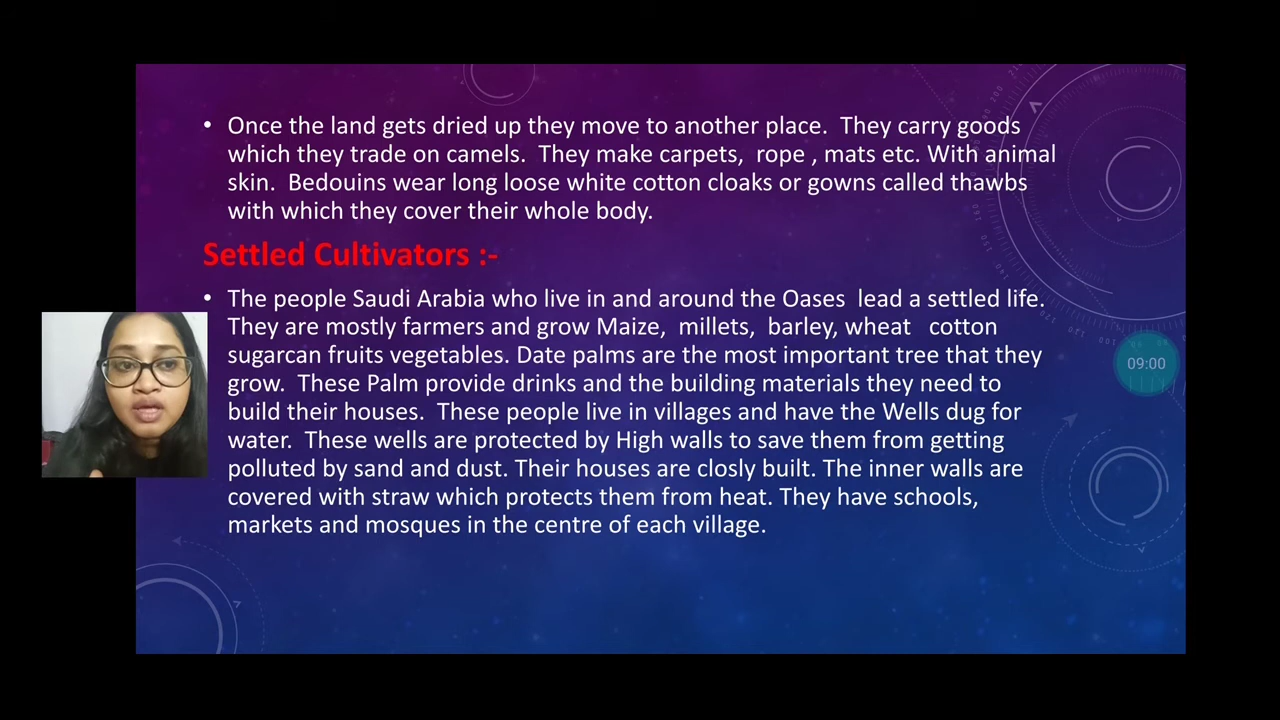 • Once the land gets dried up they move to another place.  They carry goods
which they trade on camels.  They make carpets,  rope , mats etc. With animal
skin.  Bedouins wear long loose white cotton cloaks or gowns called thawbs
with which they cover their whole body.
Settled Cultivators :-
• The people Saudi Arabia who live in and around the Oases  lead a settled life.
They are mostly farmers and grow Maize,  millets,  barley, wheat   cotton
sugarcan fruits vegetables. Date palms are the most important tree that they
grow.  These Palm provide drinks and the building materials they need to
build their houses.  These people live in villages and have the Wells dug for
water.  These wells are protected by High walls to save them from getting
polluted by sand and dust. Their houses are closly built. The inner walls are
covered with straw which protects them from heat. They have schools,
markets and mosques in the centre of each village.
09:00